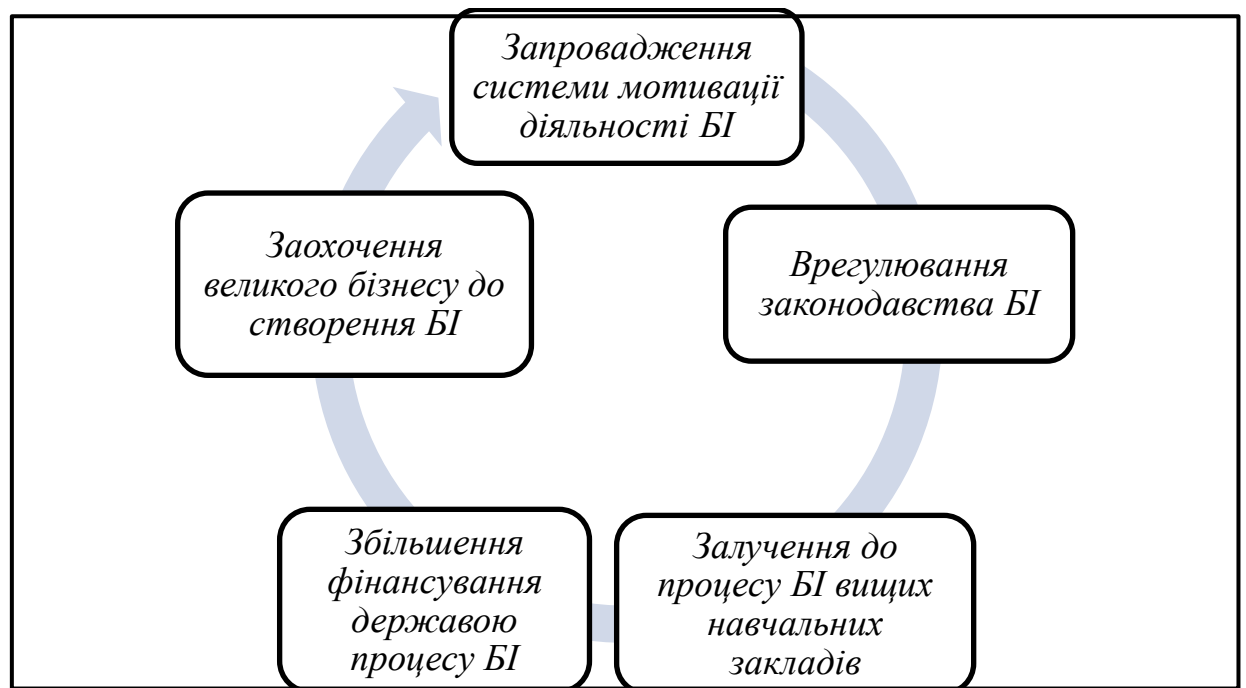 Запровадження
системи мотивації
діяльності БІ
Врегулювання
законодавства БІ
Залучення до
процесу БІ вищих
навчальних
закладів
Збільшення
фінансування
державою
процесу БІ
Заохочення
великого бізнесу до
створення БІ